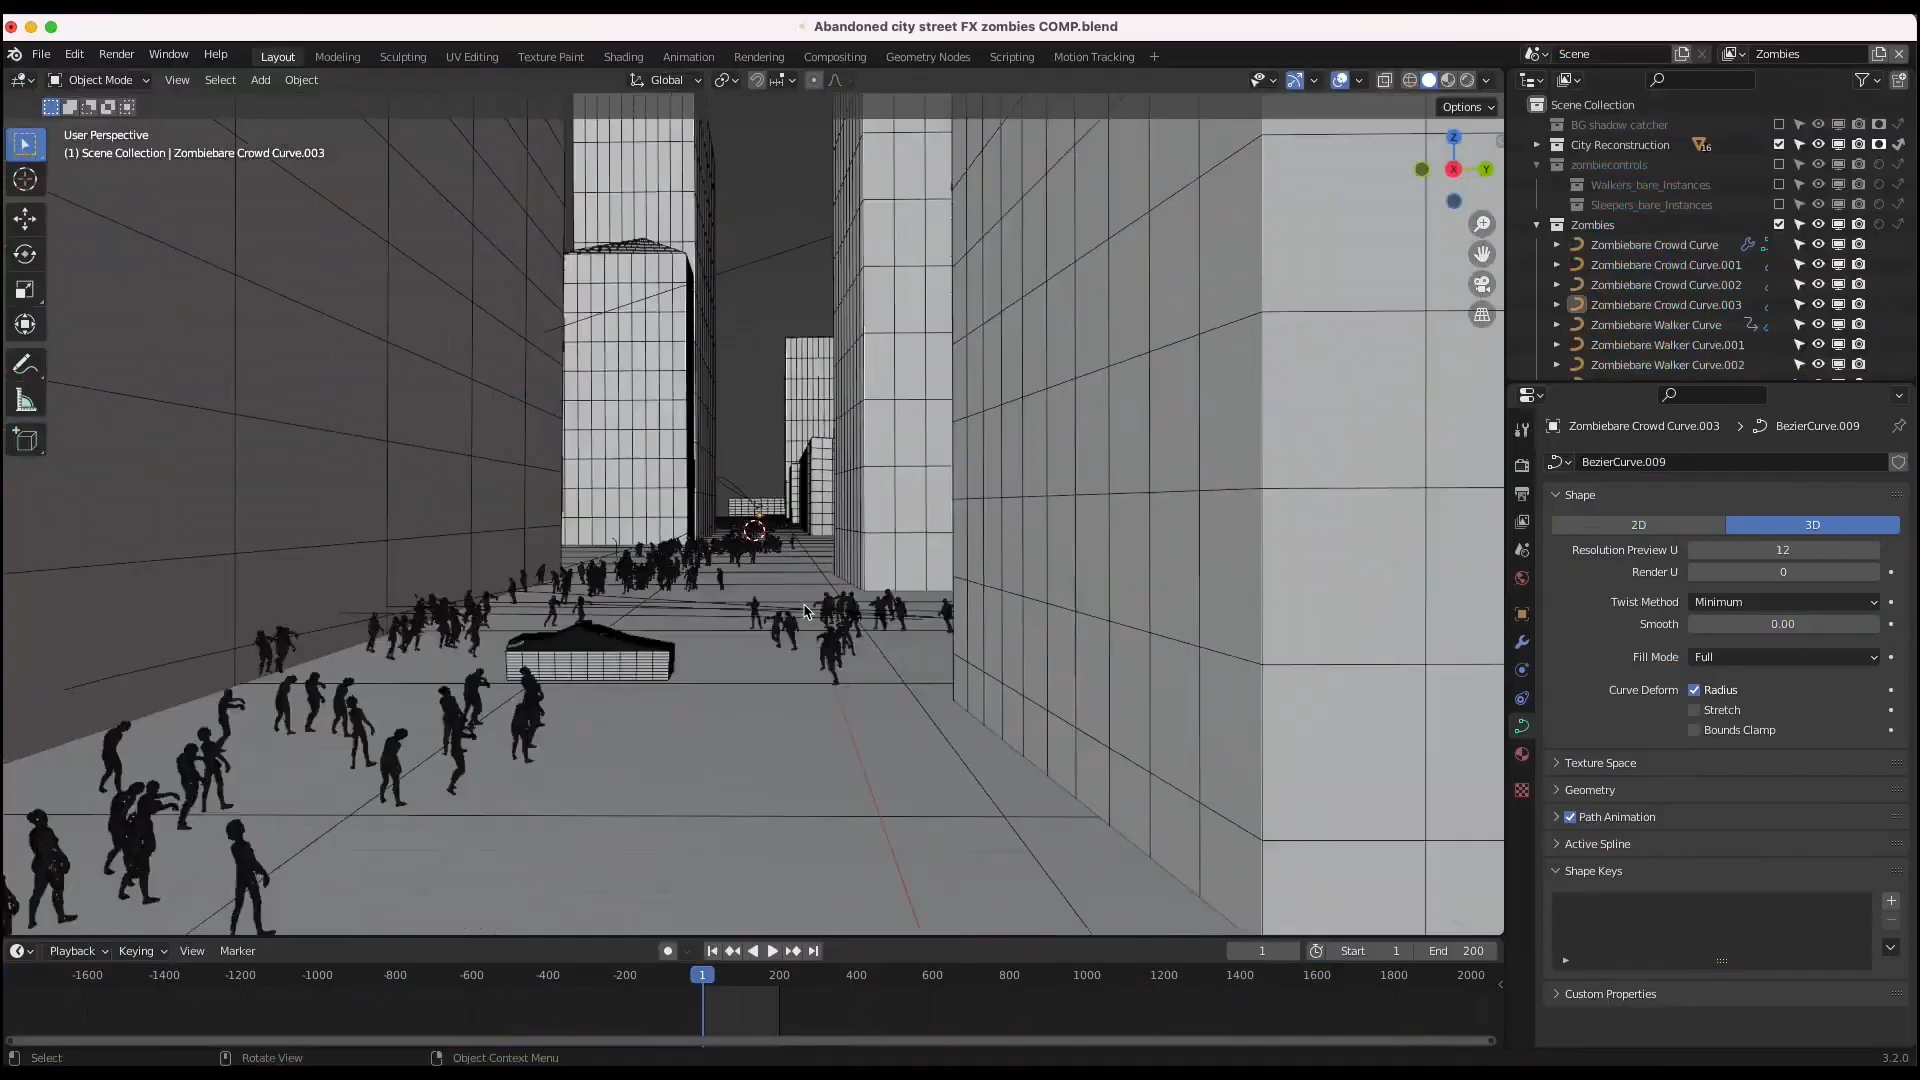 Abandoned city street FX zombies COMP.blend
File Edit Render Window Help Layout Modeling Sculpting UV Editing Texture Paint Shading Animation Rendering Compositing Geometry Nodes Scripting Motion Tracking +
Scene
Zombies
Object Mode View Select Add Object Global
Options
User Perspective
(1) Scene Collection | Zombiebare Crowd Curve.003
Z
X
Y
Scene Collection
BG shadow catcher
City Reconstruction 16
zombiecontrols
Walkers_bare_Instances
Sleepers_bare_Instances
Zombies
Zombiebare Crowd Curve
Zombiebare Crowd Curve.001
Zombiebare Crowd Curve.002
Zombiebare Crowd Curve.003
Zombiebare Walker Curve
Zombiebare Walker Curve.001
Zombiebare Walker Curve.002
Zombiebare Crowd Curve.003 > BezierCurve.009
BezierCurve.009
Shape
2D 3D
Resolution Preview U 12
Render U 0
Twist Method Minimum
Smooth 0.00
Fill Mode Full
Curve Deform Radius
Stretch
Bounds Clamp
Texture Space
Geometry
Path Animation
Active Spline
Shape Keys
Custom Properties
Playback Keying View Marker
1 Start 1 End 200
-1600 -1400 -1200 -1000 -800 -600 -400 -200 1 200 400 600 800 1000 1200 1400 1600 1800 2000
Select Rotate View Object Context Menu 3.2.0